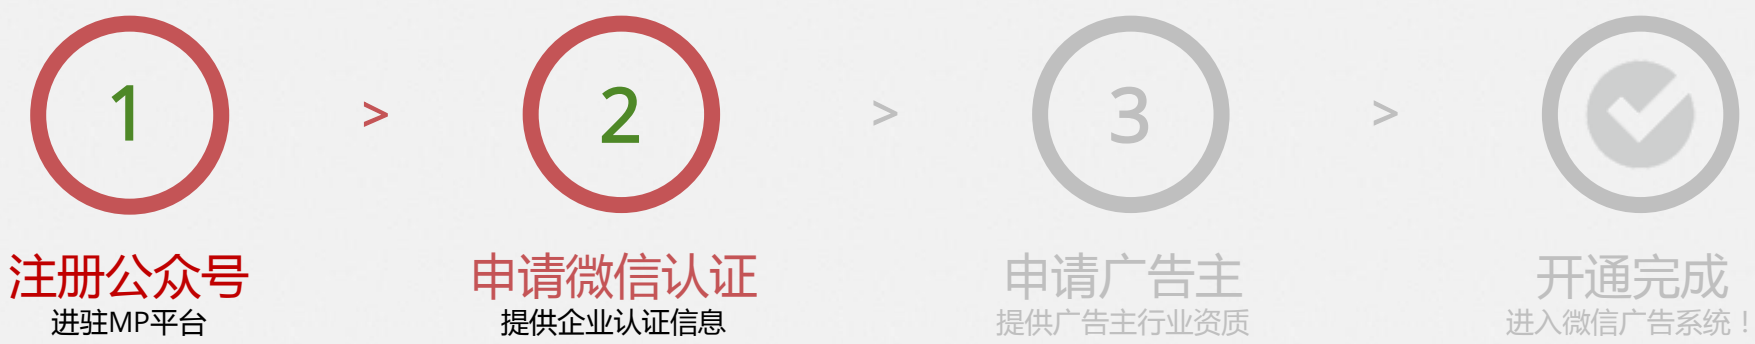 1 > 2 > 3 >
注册公众号 申请微信认证 申请广告主 开通完成
进驻MP平台 提供企业认证信息 提供广告主行业资质 进入微信广告系统！